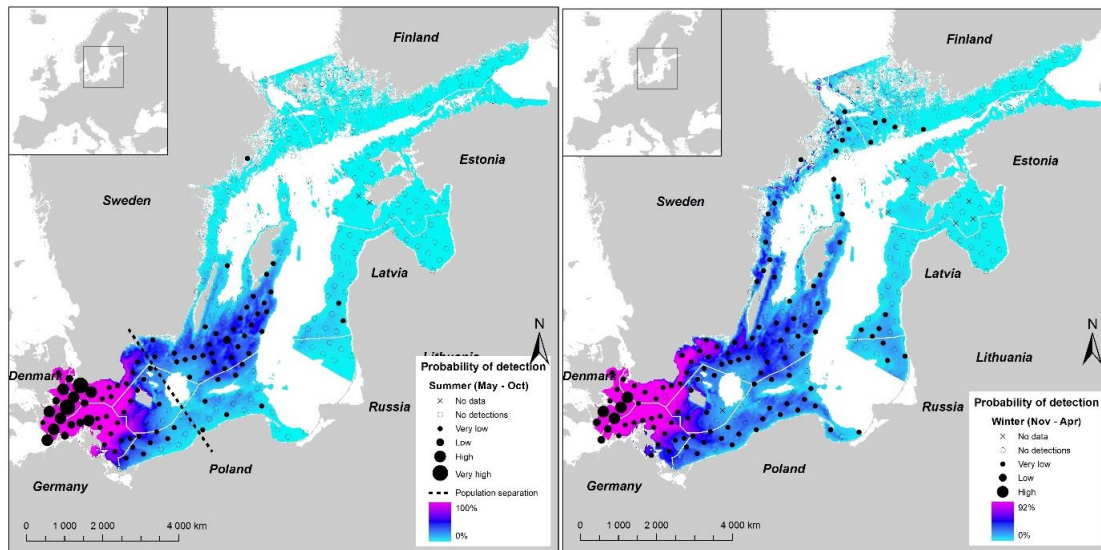 Finland
Sweden
Estonia
Latvia
Lithuania
Denmark
Russia
Poland
Germany
N
Probability of detection
Summer (May - Oct)
No data
No detections
Very low
Low
High
Very high
Population separation
100%
0%
0 1 000 2 000 4 000 km
Finland
Sweden
Estonia
Latvia
Lithuania
Denmark
Russia
Poland
Germany
N
Probability of detection
Winter (Nov - Apr)
No data
No detections
Very low
Low
High
92%
0%
0 1 000 2 000 4 000 km